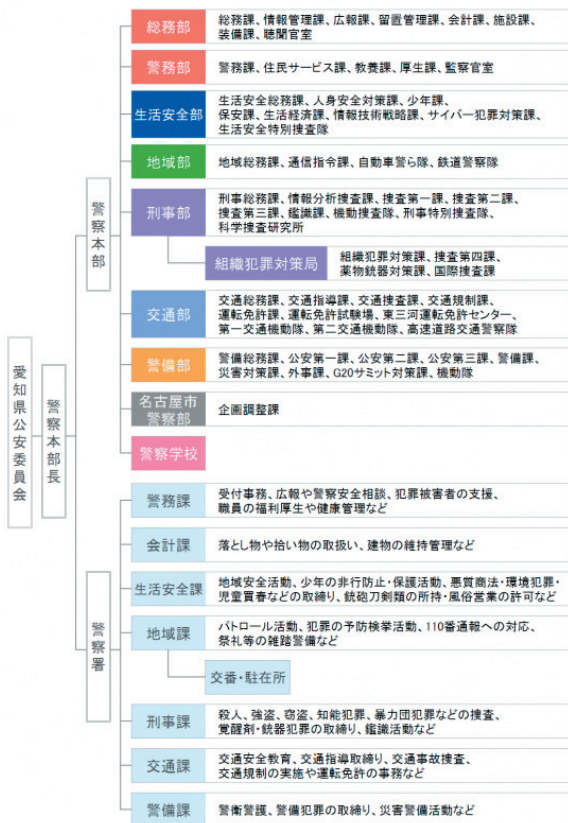 愛知県公安委員会
警察本部長
警察本部
総務部
総務課、情報管理課、広報課、留置管理課、会計課、施設課、
装備課、聴聞官室
警務部
警務課、住民サービス課、教養課、厚生課、監察官室
生活安全部
生活安全総務課、人身安全対策課、少年課、
保安課、生活経済課、情報技術戦略課、サイバー犯罪対策課、
生活安全特別捜査隊
地域部
地域総務課、通信指令課、自動車警ら隊、鉄道警察隊
刑事部
刑事総務課、情報分析捜査課、捜査第一課、捜査第二課、
捜査第三課、鑑識課、機動捜査隊、刑事特別捜査隊、
科学捜査研究所
組織犯罪対策局
組織犯罪対策課、捜査第四課、
薬物銃器対策課、国際捜査課
交通部
交通総務課、交通指導課、交通捜査課、交通規制課、
運転免許課、運転免許試験場、東三河運転免許センター、
第一交通機動隊、第二交通機動隊、高速道路交通警察隊
警備部
警備総務課、公安第一課、公安第二課、公安第三課、警備課、
災害対策課、外事課、G20サミット対策課、機動隊
名古屋市
警察部
企画調整課
警察学校
警察署
警務課
受付事務、広報や警察安全相談、犯罪被害者の支援、
職員の福利厚生や健康管理など
会計課
落とし物や拾い物の取扱い、建物の維持管理など
生活安全課
地域安全活動、少年の非行防止・保護活動、悪質商法・環境犯罪・
児童買春などの取締り、銃砲刀剣類の所持・風俗営業の許可など
地域課
パトロール活動、犯罪の予防検挙活動、110番通報への対応、
祭礼等の雑踏警備など
交番・駐在所
刑事課
殺人、強盗、窃盗、知能犯罪、暴力団犯罪などの捜査、
覚醒剤・銃器犯罪の取締り、鑑識活動など
交通課
交通安全教育、交通指導取締り、交通事故捜査、
交通規制の実施や運転免許の事務など
警備課
警衛警護、警備犯罪の取締り、災害警備活動など